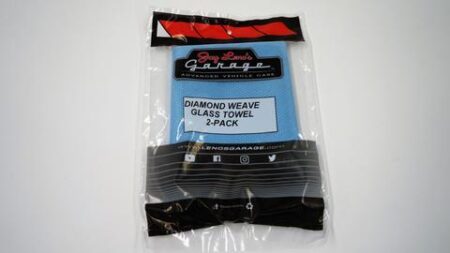 Jay Leno's
Garage
ADVANCED VEHICLE CARE
DIAMOND WEAVE
GLASS TOWEL
2-PACK
WWW.LENOSGARAGE.COM